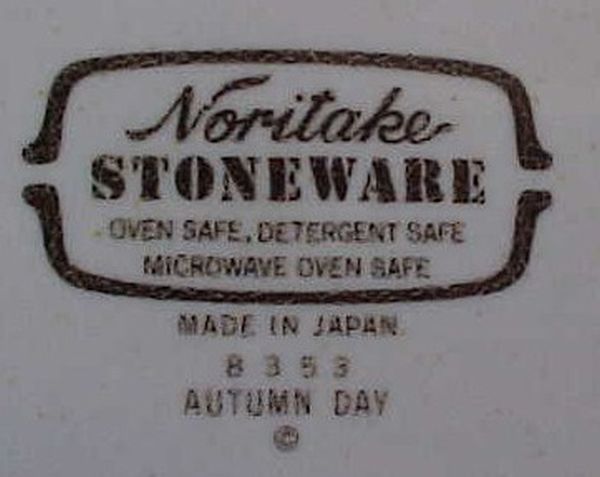 Noritake
STONEWARE
OVEN SAFE, DETERGENT SAFE
MICROWAVE OVEN SAFE
MADE IN JAPAN
8353
AUTUMN DAY
©